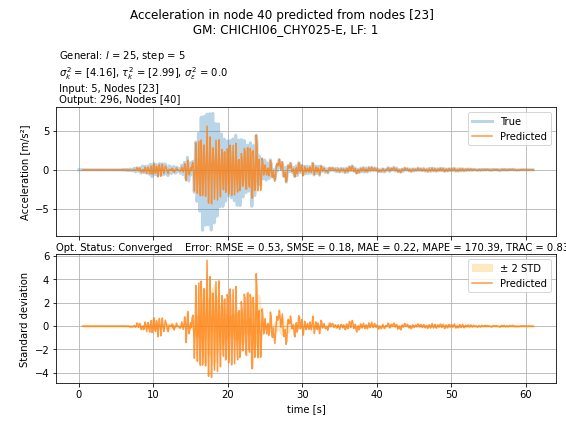 Acceleration in node 40 predicted from nodes [23]
GM: CHICHI06_CHY025-E, LF: 1
General: l = 25, step = 5
σ²ₖ = [4.16], τ²ₖ = [2.99], σ²ε = 0.0
Input: 5, Nodes [23]
Output: 296, Nodes [40]
True
Predicted
5
0
−5
Acceleration [m/s²]
Opt. Status: Converged Error: RMSE = 0.53, SMSE = 0.18, MAE = 0.22, MAPE = 170.39, TRAC = 0.83
± 2 STD
Predicted
6
4
2
0
−2
−4
Standard deviation
0 10 20 30 40 50 60
time [s]